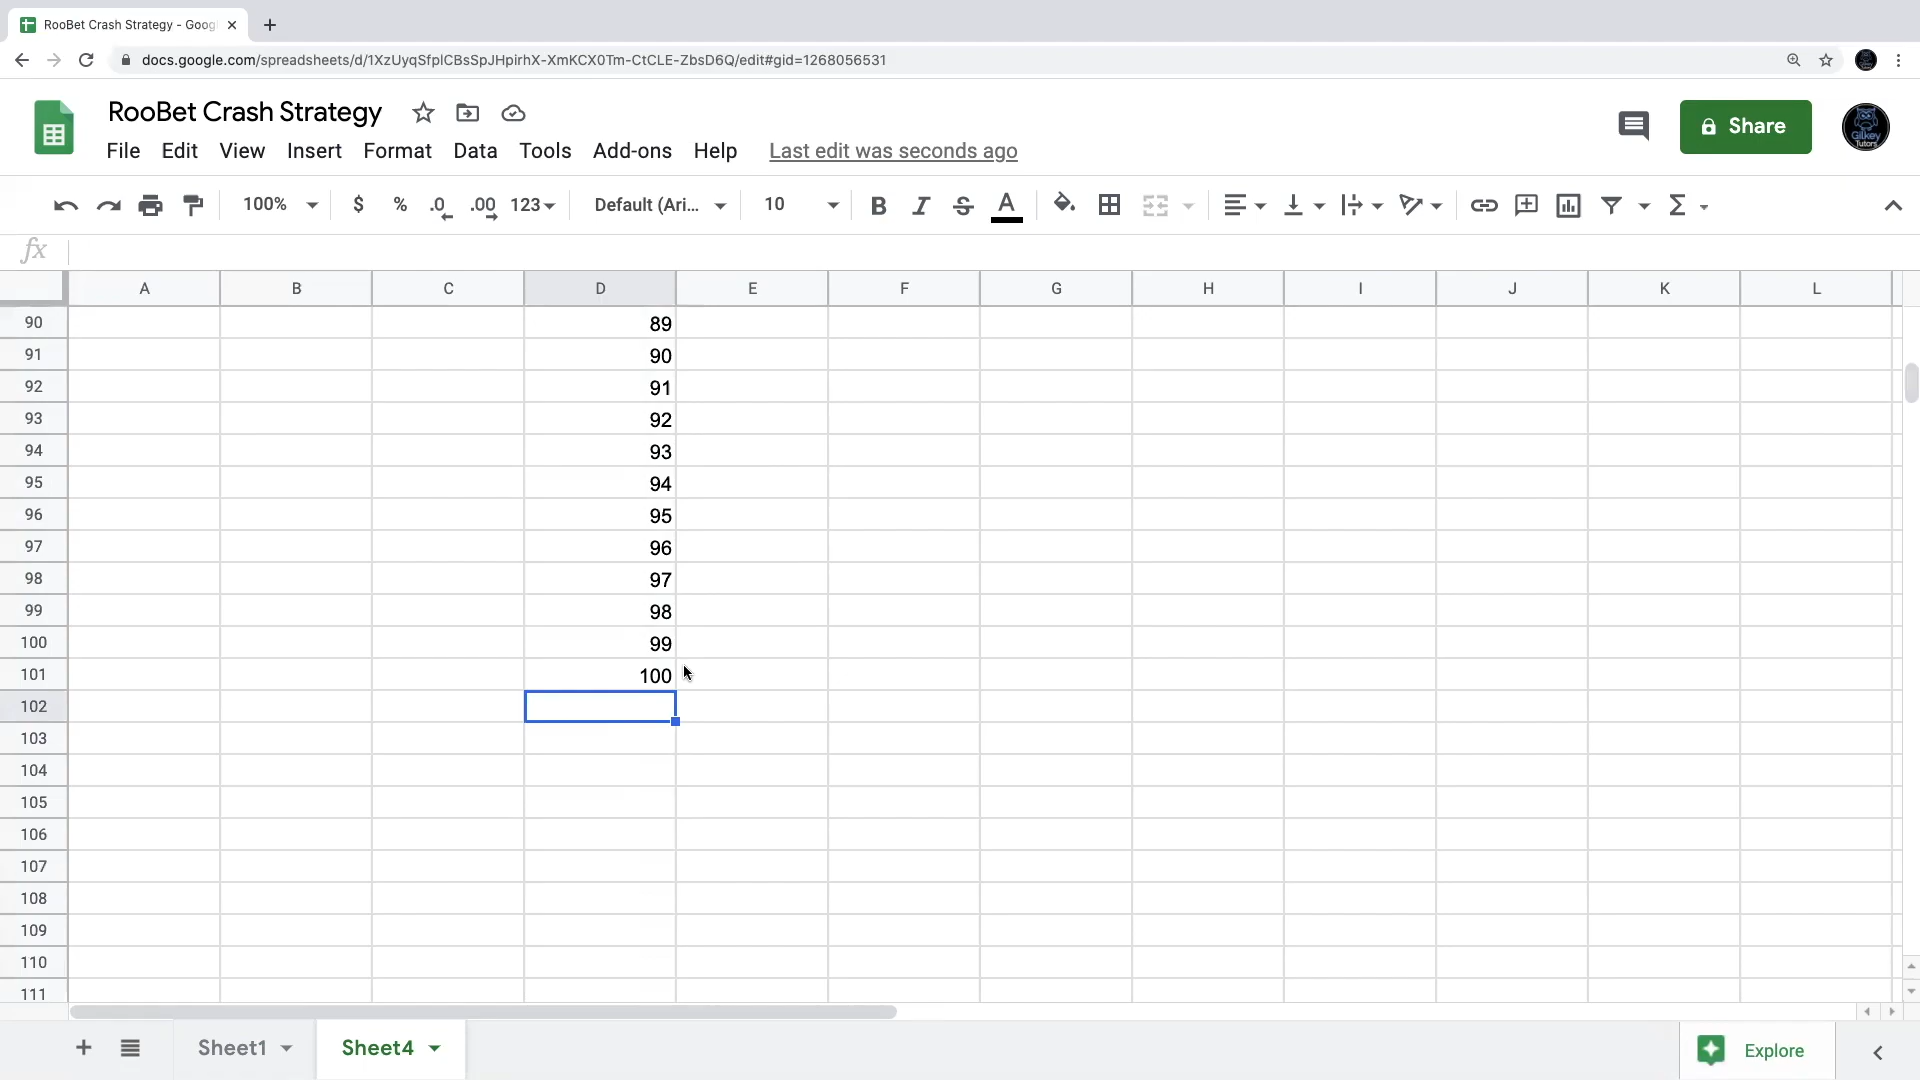 RooBet Crash Strategy - Goog
docs.google.com/spreadsheets/d/1XzUyqSfplCBsSpJHpirhX-XmKCX0Tm-CtCLE-ZbsD6Q/edit#gid=1268056531
RooBet Crash Strategy
Share
Gilkey
Tutors
File Edit View Insert Format Data Tools Add-ons Help Last edit was seconds ago
100% $ % .0 .00 123 Default (Ari... 10 B I S A Σ
fx
A B C D E F G H I J K L
90 89
91 90
92 91
93 92
94 93
95 94
96 95
97 96
98 97
99 98
100 99
101 100
102
103
104
105
106
107
108
109
110
111
+ Sheet1 Sheet4 Explore